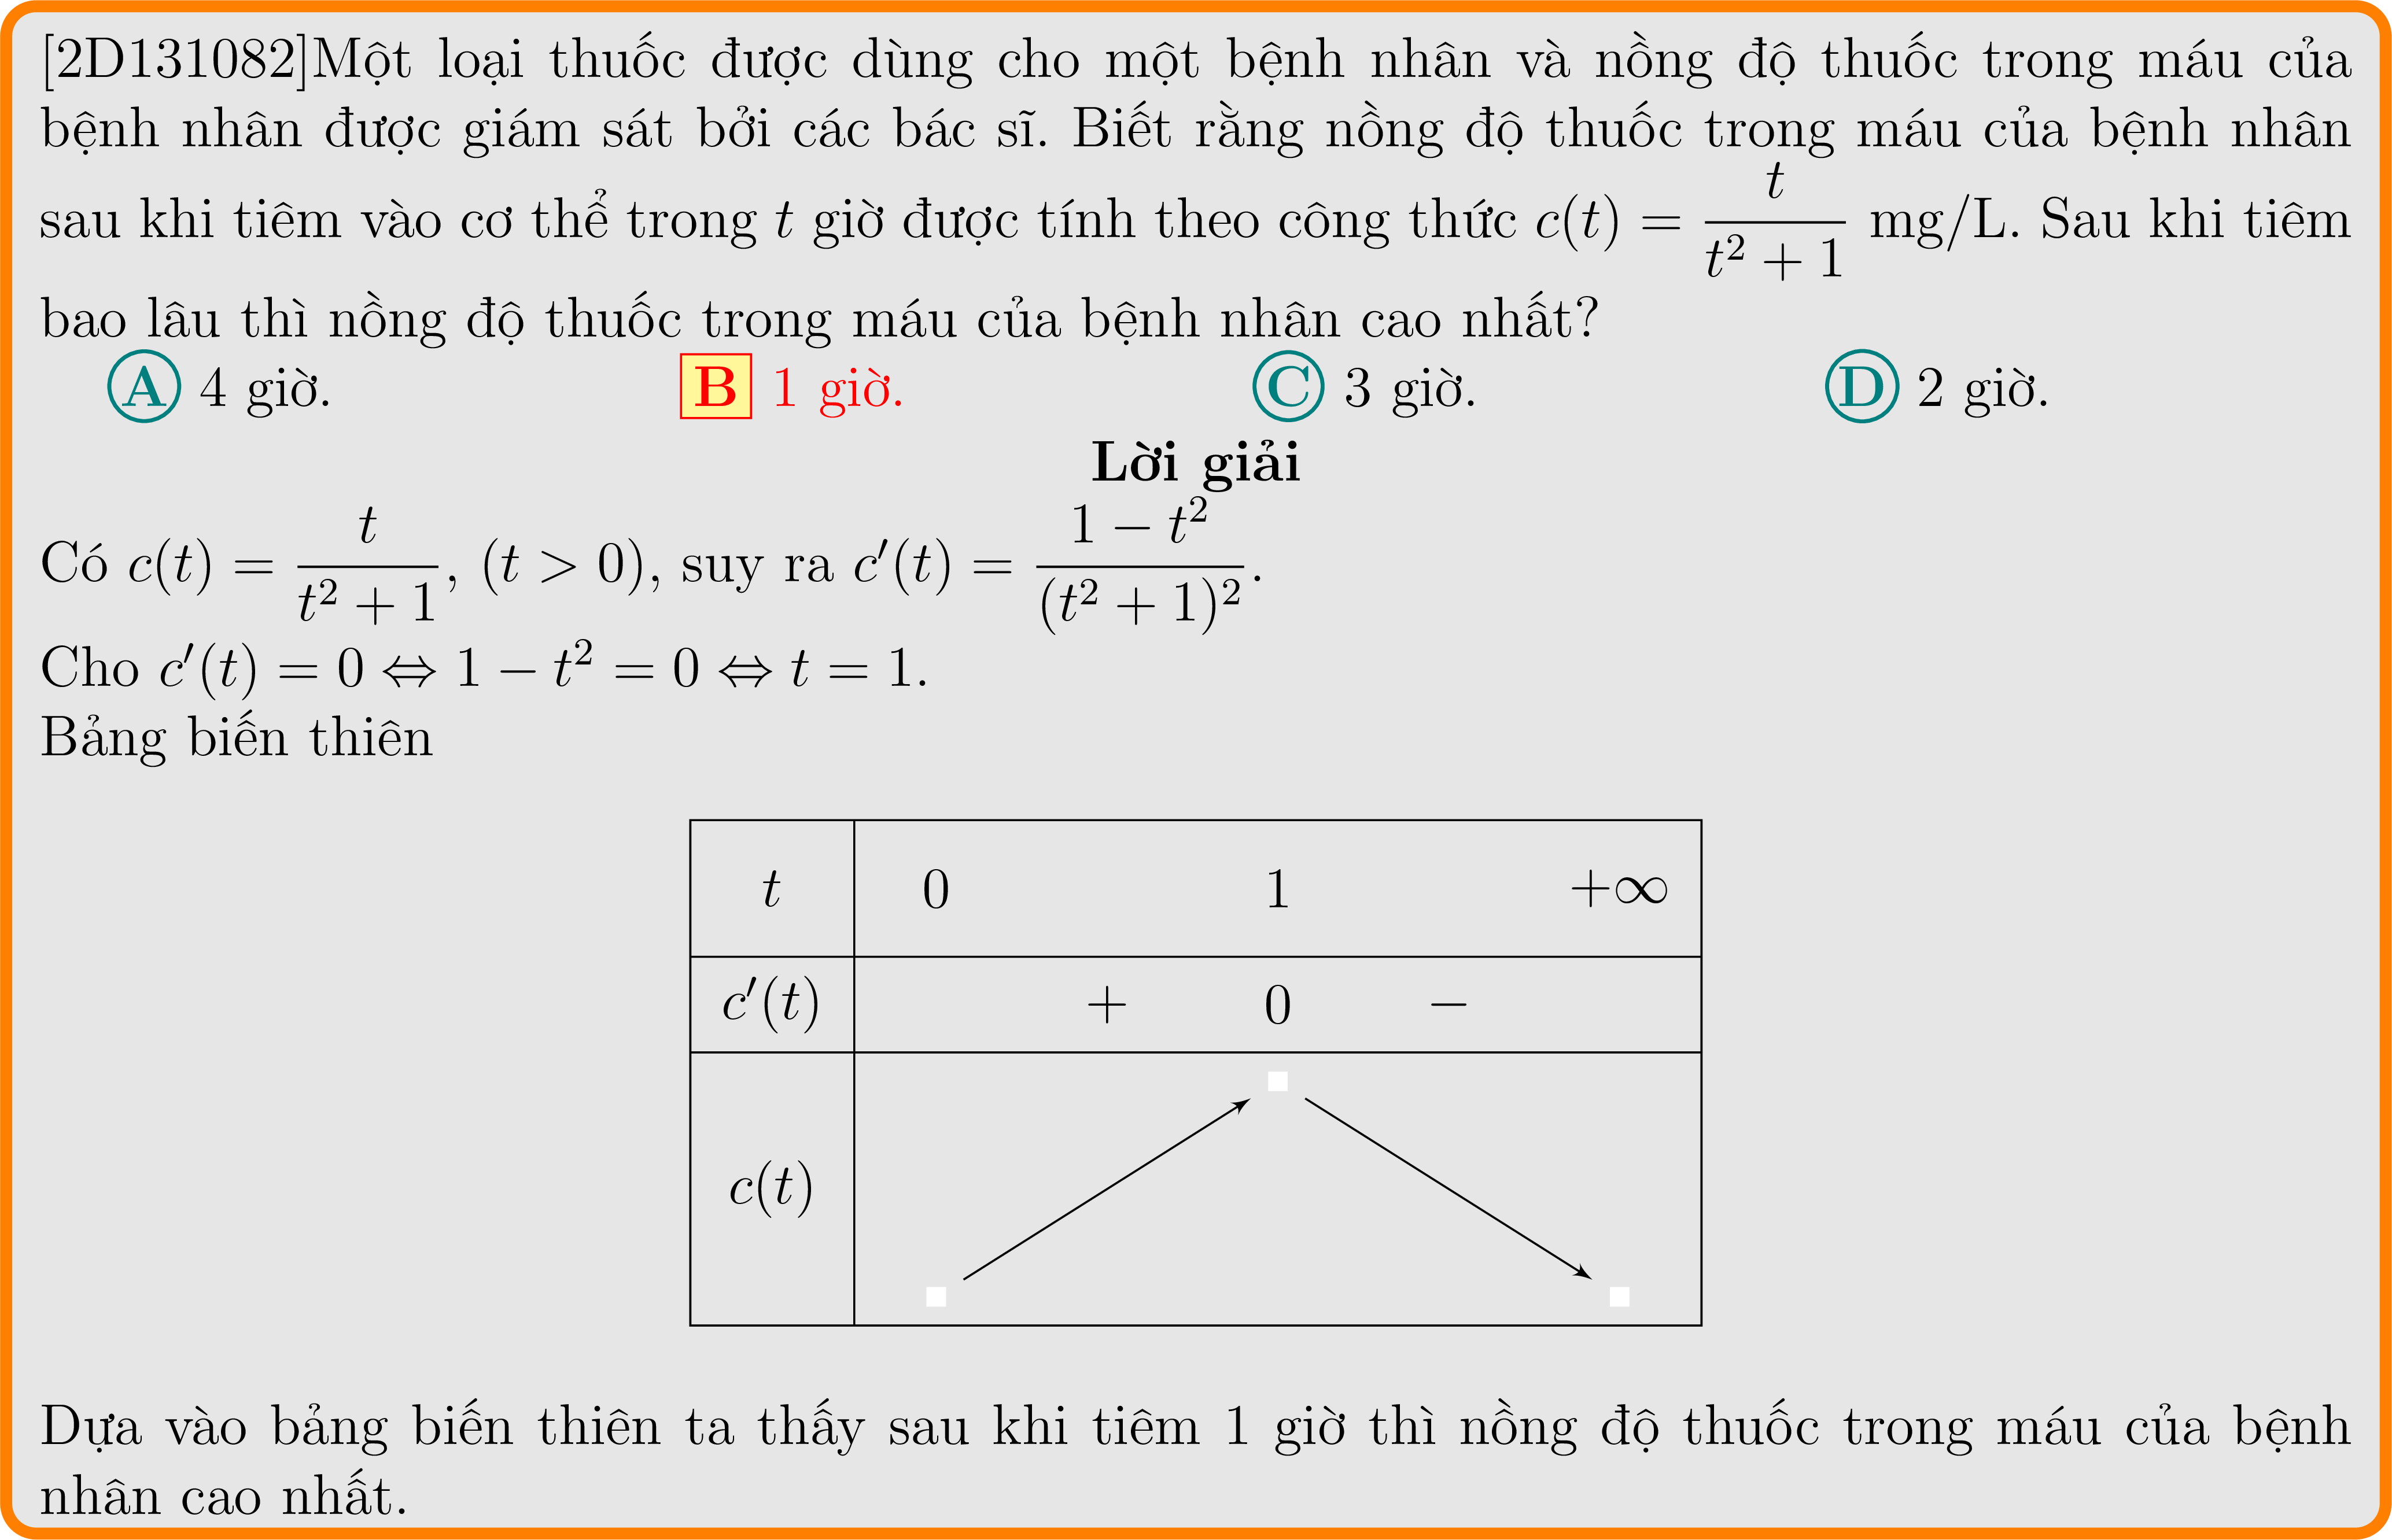 [2D131082]Một loại thuốc được dùng cho một bệnh nhân và nồng độ thuốc trong máu của
bệnh nhân được giám sát bởi các bác sĩ. Biết rằng nồng độ thuốc trong máu của bệnh nhân
sau khi tiêm vào cơ thể trong t giờ được tính theo công thức c(t) = \frac{t}{t^2 + 1} mg/L. Sau khi tiêm
bao lâu thì nồng độ thuốc trong máu của bệnh nhân cao nhất?
A 4 giờ. B 1 giờ. C 3 giờ. D 2 giờ.
Lời giải
Có c(t) = \frac{t}{t^2 + 1}, (t > 0), suy ra c′(t) = \frac{1 − t^2}{(t^2 + 1)^2}.
Cho c′(t) = 0 ⇔ 1 − t^2 = 0 ⇔ t = 1.
Bảng biến thiên
t 0 1 +∞
c′(t) + 0 −
c(t)
Dựa vào bảng biến thiên ta thấy sau khi tiêm 1 giờ thì nồng độ thuốc trong máu của bệnh
nhân cao nhất.